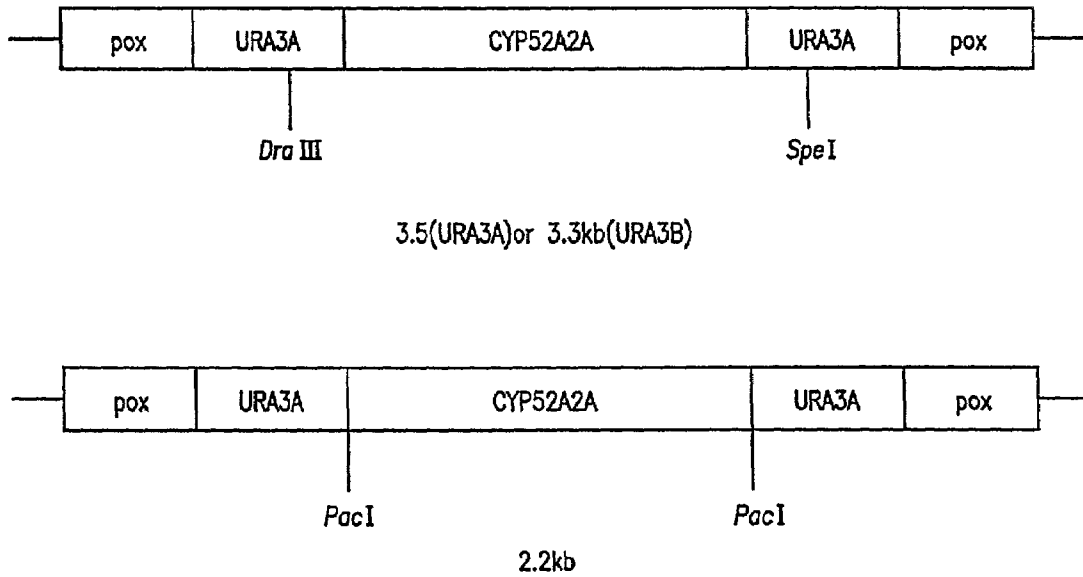 pox URA3A CYP52A2A URA3A pox
Dra III SpeI
3.5(URA3A)or 3.3kb(URA3B)
pox URA3A CYP52A2A URA3A pox
PacI PacI
2.2kb